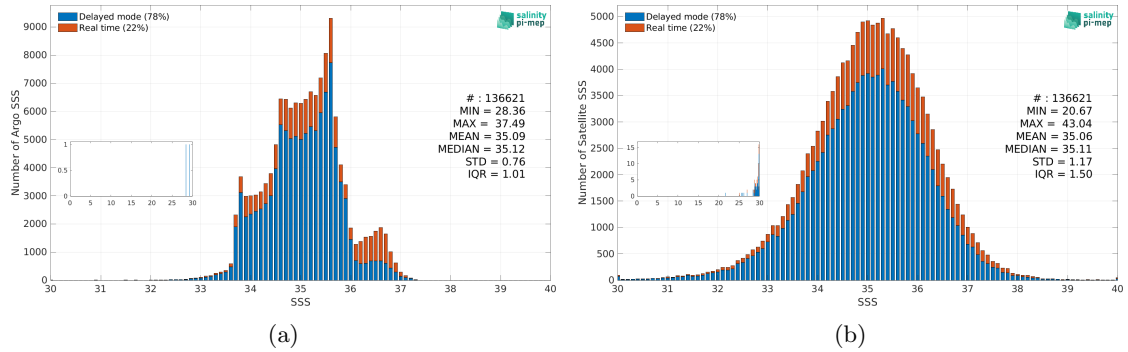 Delayed mode (78%)
Real time (22%)
salinity
pi-mep
9000
8000
7000
6000
5000
4000
3000
2000
1000
0
Number of Argo SSS
# : 136621
MIN = 28.36
MAX = 37.49
MEAN = 35.09
MEDIAN = 35.12
STD = 0.76
IQR = 1.01
1
0.5
0
0 5 10 15 20 25 30
30 31 32 33 34 35 36 37 38 39 40
SSS
(a)
Delayed mode (78%)
Real time (22%)
salinity
pi-mep
5000
4500
4000
3500
3000
2500
2000
1500
1000
500
0
Number of Satellite SSS
# : 136621
MIN = 20.67
MAX = 43.04
MEAN = 35.06
MEDIAN = 35.11
STD = 1.17
IQR = 1.50
15
10
5
0
0 5 10 15 20 25 30
30 31 32 33 34 35 36 37 38 39 40
SSS
(b)